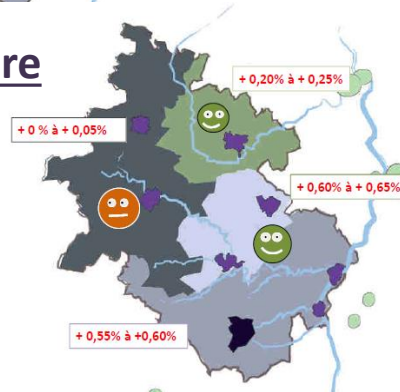 re
+ 0,20% à + 0,25%
+ 0 % à + 0,05%
+ 0,60% à + 0,65%
+ 0,55% à +0,60%